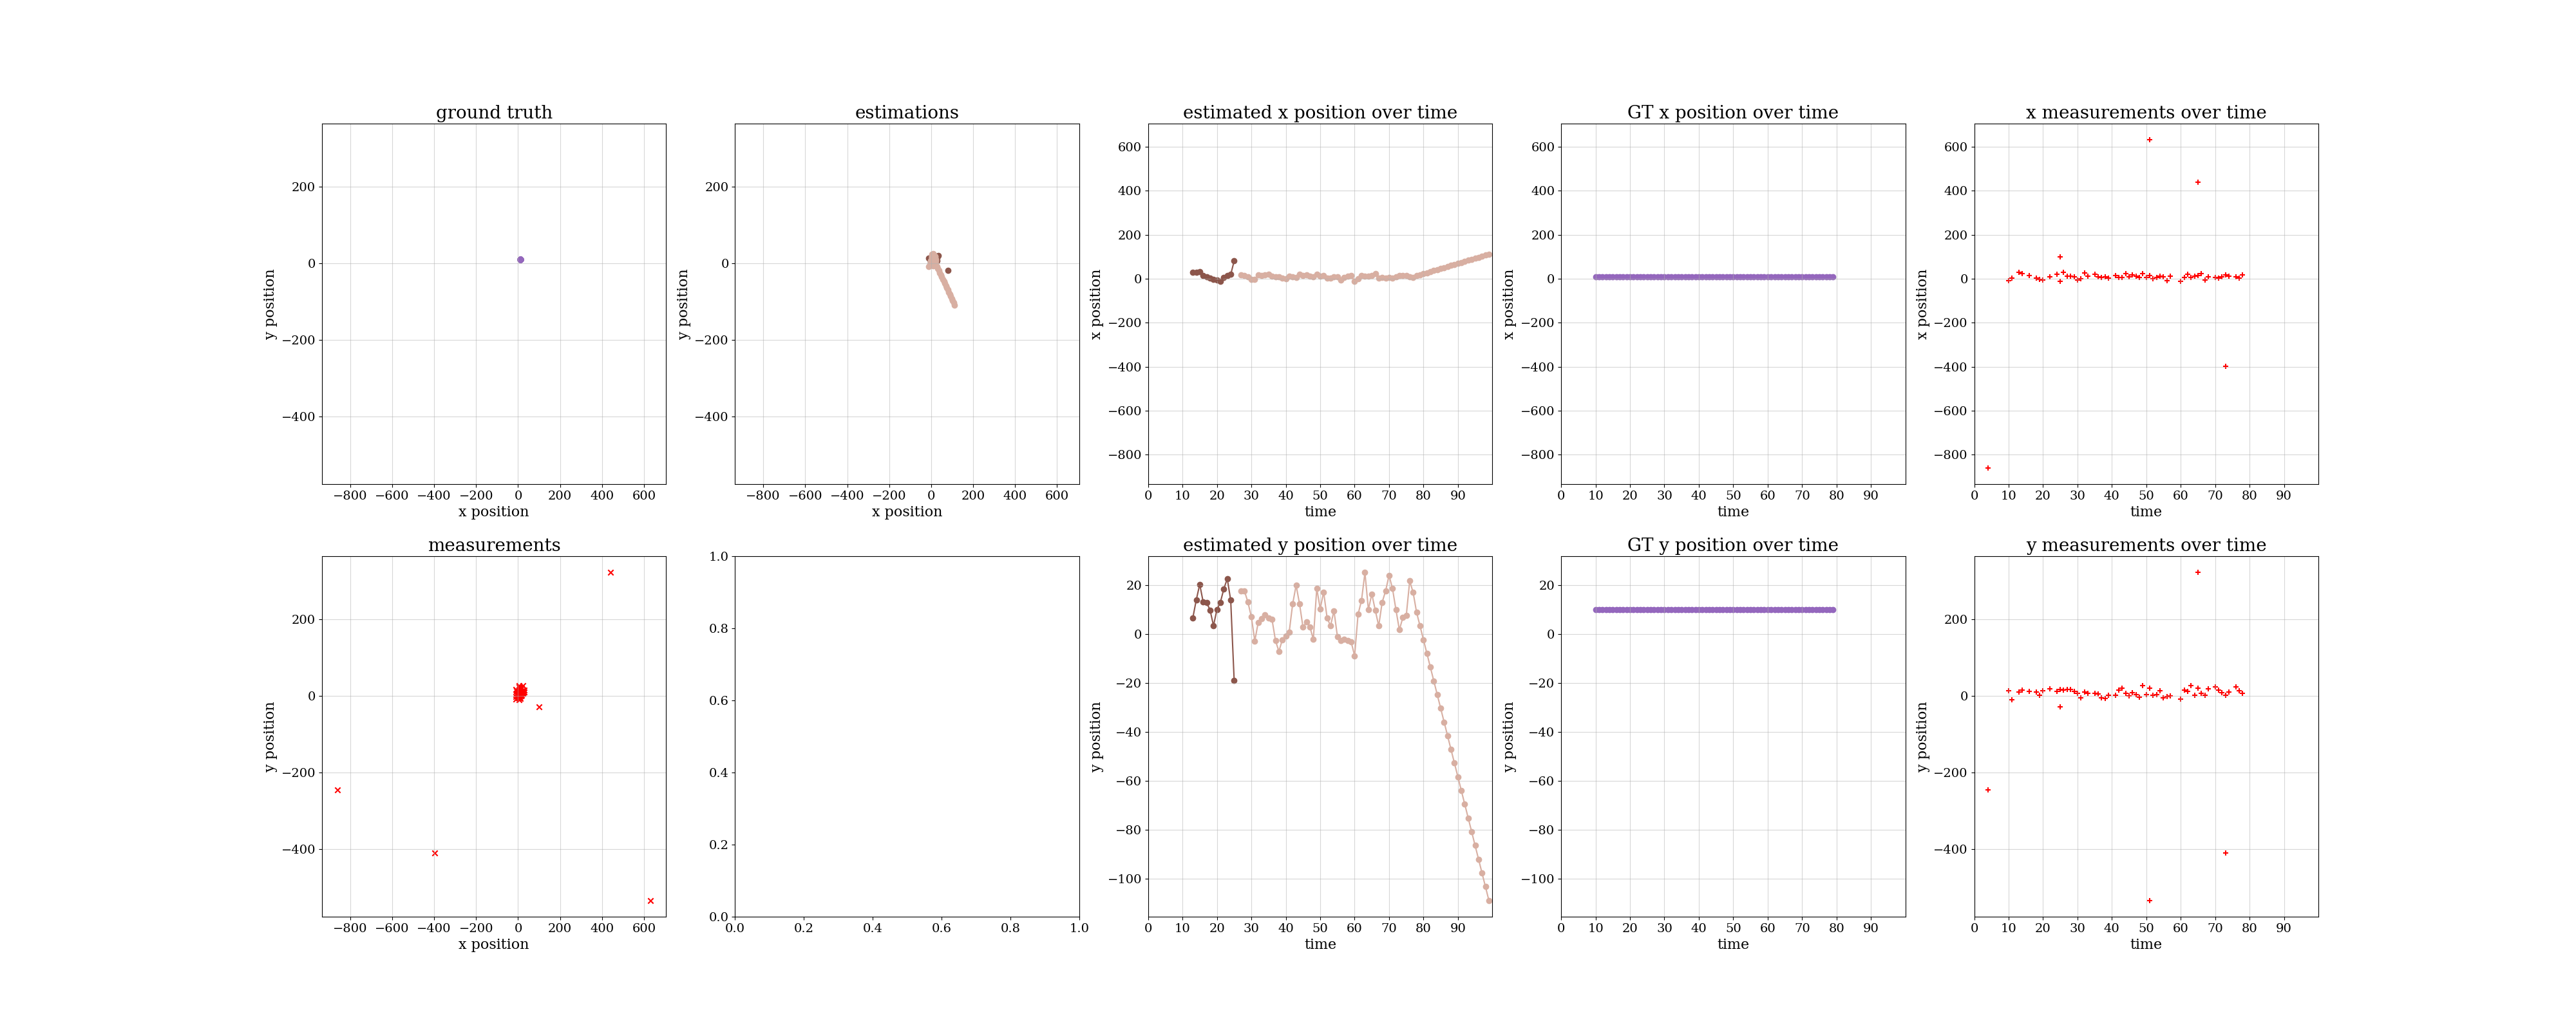 ground truth
estimations
estimated x position over time
GT x position over time
x measurements over time
200
0
−200
−400
y position
−800 −600 −400 −200 0 200 400 600
x position
200
0
−200
−400
y position
−800 −600 −400 −200 0 200 400 600
x position
600
400
200
0
−200
−400
−600
−800
x position
0 10 20 30 40 50 60 70 80 90
time
600
400
200
0
−200
−400
−600
−800
x position
0 10 20 30 40 50 60 70 80 90
time
600
400
200
0
−200
−400
−600
−800
x position
0 10 20 30 40 50 60 70 80 90
time
measurements
estimated y position over time
GT y position over time
y measurements over time
200
0
−200
−400
y position
−800 −600 −400 −200 0 200 400 600
x position
1.0
0.8
0.6
0.4
0.2
0.0
0.0 0.2 0.4 0.6 0.8 1.0
20
0
−20
−40
−60
−80
−100
y position
0 10 20 30 40 50 60 70 80 90
time
20
0
−20
−40
−60
−80
−100
y position
0 10 20 30 40 50 60 70 80 90
time
200
0
−200
−400
y position
0 10 20 30 40 50 60 70 80 90
time